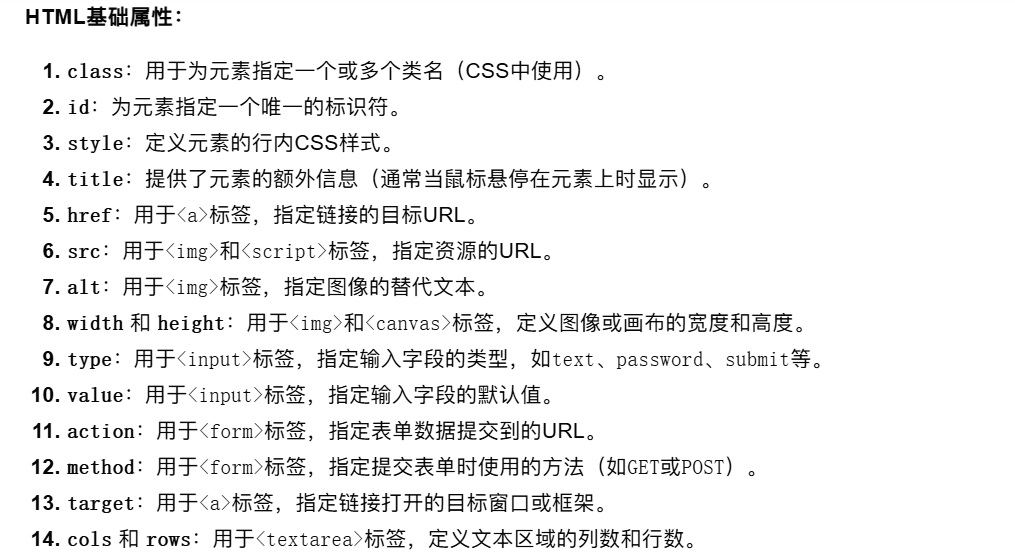 HTML基础属性：
1. class：用于为元素指定一个或多个类名（CSS中使用）。
2. id：为元素指定一个唯一的标识符。
3. style：定义元素的行内CSS样式。
4. title：提供了元素的额外信息（通常当鼠标悬停在元素上时显示）。
5. href：用于<a>标签，指定链接的目标URL。
6. src：用于<img>和<script>标签，指定资源的URL。
7. alt：用于<img>标签，指定图像的替代文本。
8. width 和 height：用于<img>和<canvas>标签，定义图像或画布的宽度和高度。
9. type：用于<input>标签，指定输入字段的类型，如text、password、submit等。
10. value：用于<input>标签，指定输入字段的默认值。
11. action：用于<form>标签，指定表单数据提交到的URL。
12. method：用于<form>标签，指定提交表单时使用的方法（如GET或POST）。
13. target：用于<a>标签，指定链接打开的目标窗口或框架。
14. cols 和 rows：用于<textarea>标签，定义文本区域的列数和行数。